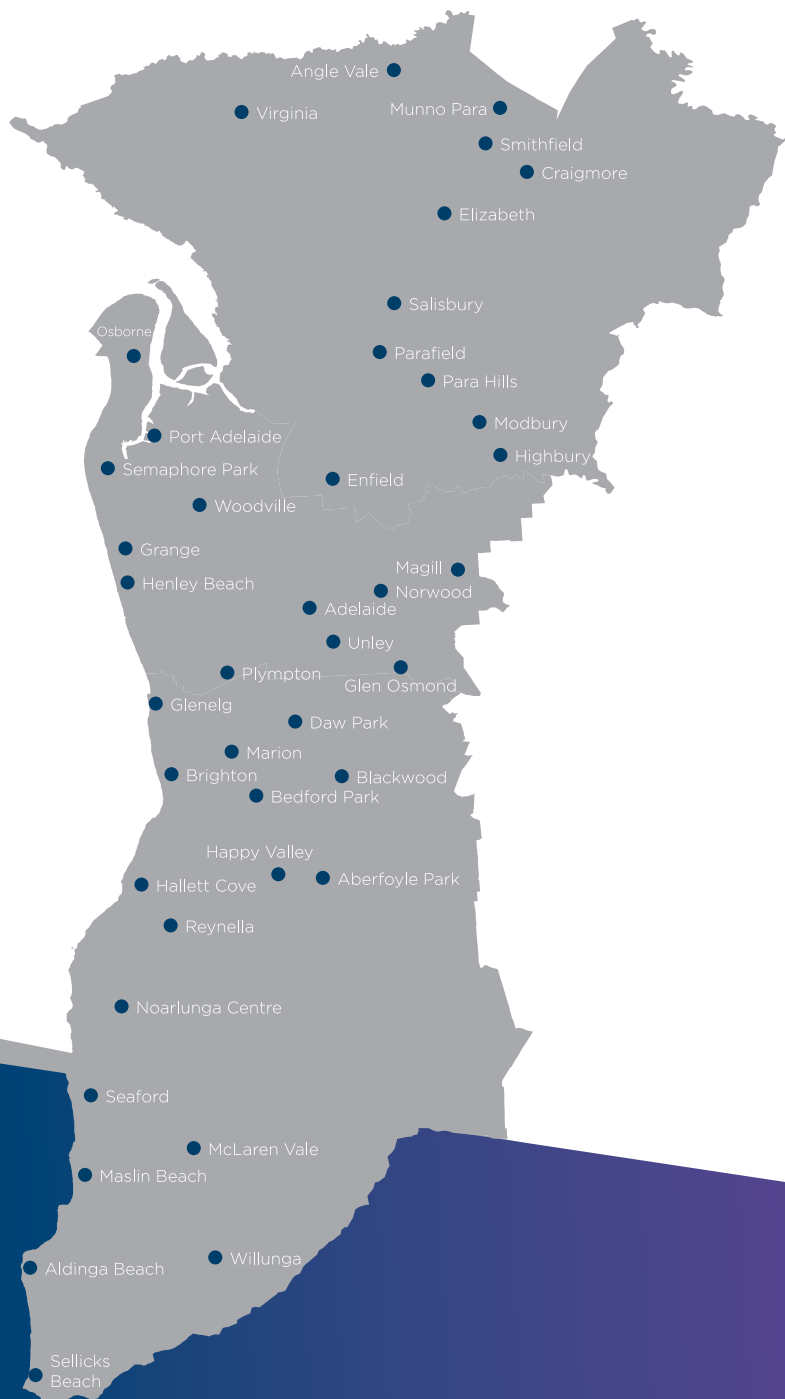 Angle Vale
Munno Para
Virginia
Smithfield
Craigmore
Elizabeth
Salisbury
Osborne
Parafield
Para Hills
Modbury
Port Adelaide
Highbury
Semaphore Park
Enfield
Woodville
Grange
Magill
Henley Beach
Norwood
Adelaide
Unley
Plympton
Glen Osmond
Glenelg
Daw Park
Marion
Brighton
Blackwood
Bedford Park
Happy Valley
Aberfoyle Park
Hallett Cove
Reynella
Noarlunga Centre
Seaford
McLaren Vale
Maslin Beach
Willunga
Aldinga Beach
Sellicks
Beach